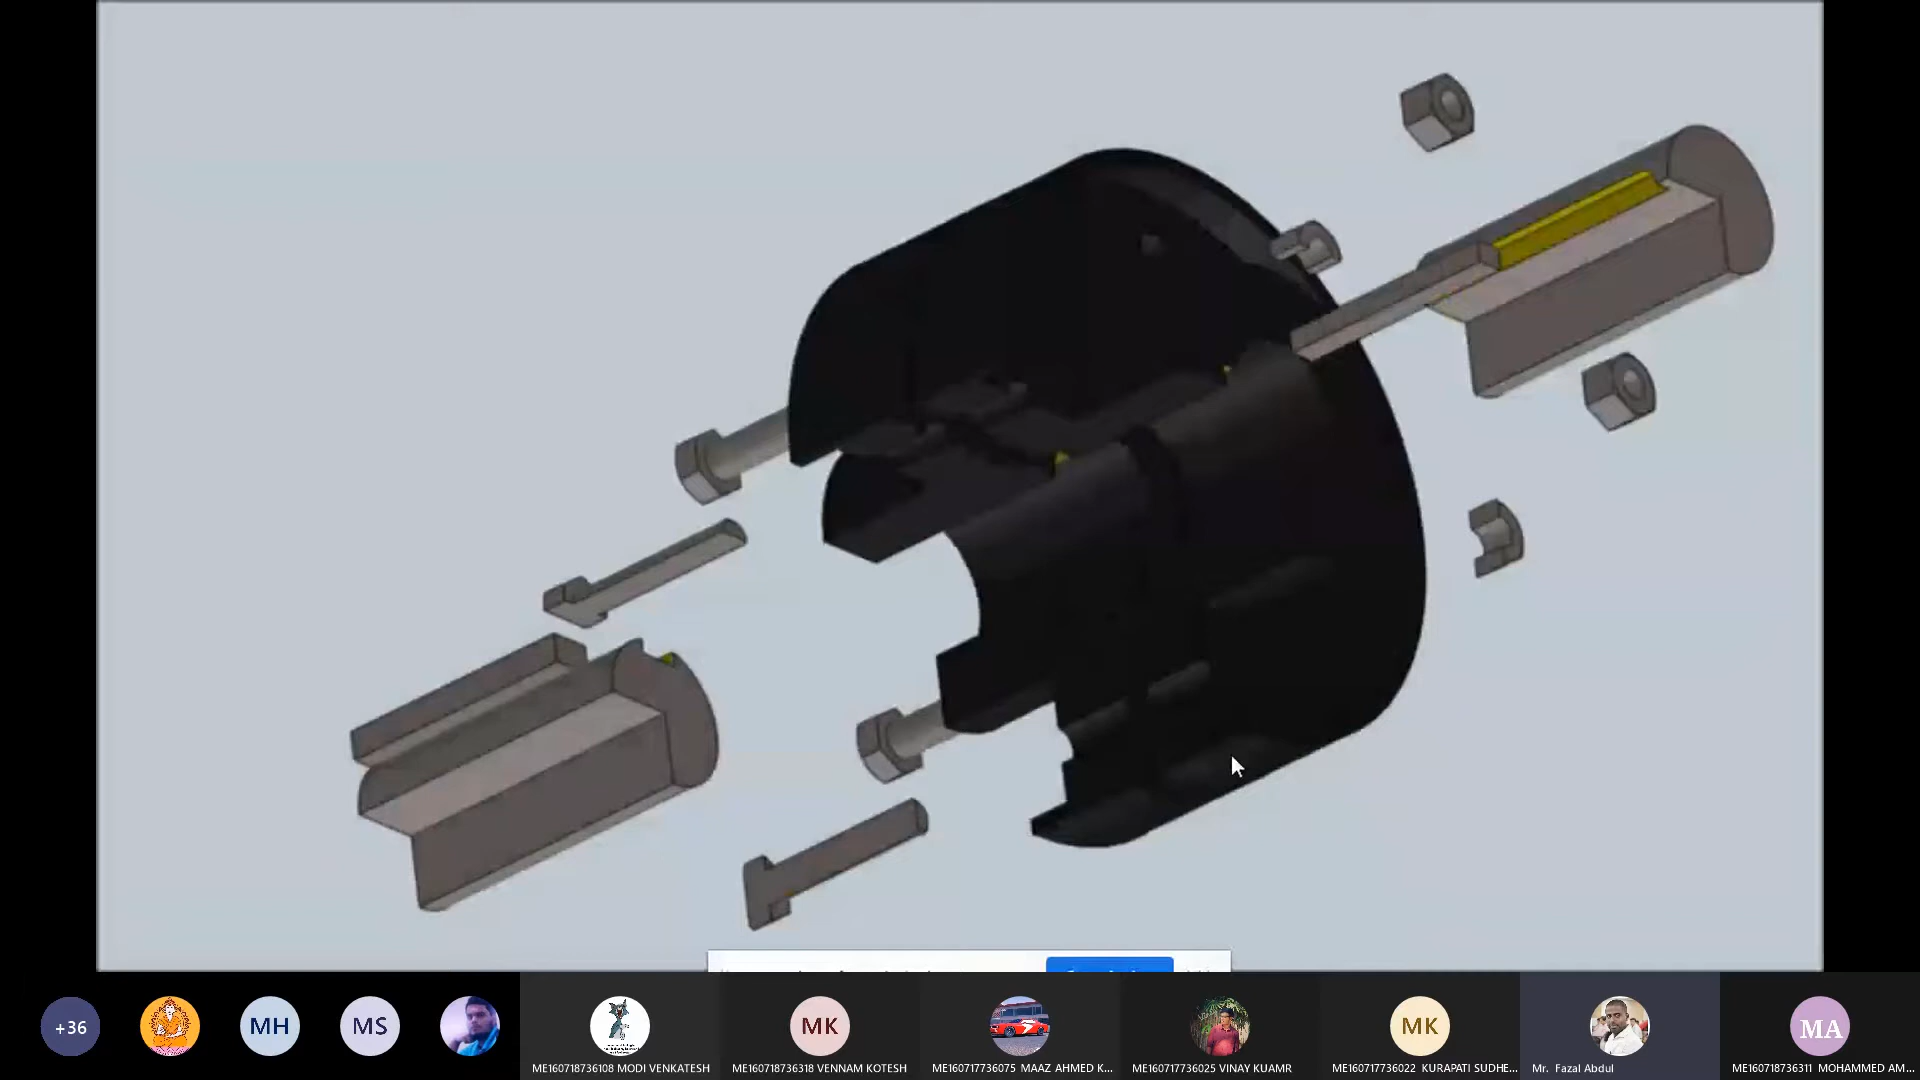 +36
MH
MS
MK
MK
MA
ME160718736108 MODI VENKATESH
ME160718736318 VENNAM KOTESH
ME160717736075 MAAZ AHMED K...
ME160717736025 VINAY KUAMR
ME160717736022 KURAPATI SUDHE...
Mr. Fazal Abdul
ME160718736311 MOHAMMED AM...